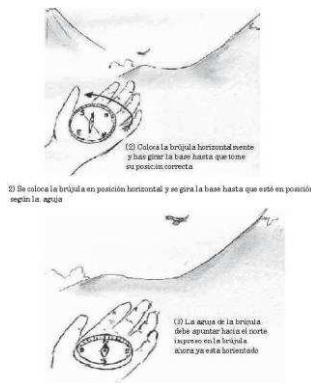 (2) Coloca la brújula horizontalmente
y has girar la base hasta que tome
su posición correcta
2) Se coloca la brújula en posición horizontal y se gira la base hasta que esté en posición
según la aguja
(3) La aguja de la brújula
debe apuntar hacia el norte
impreso en la brújula
ahora ya esta horientado